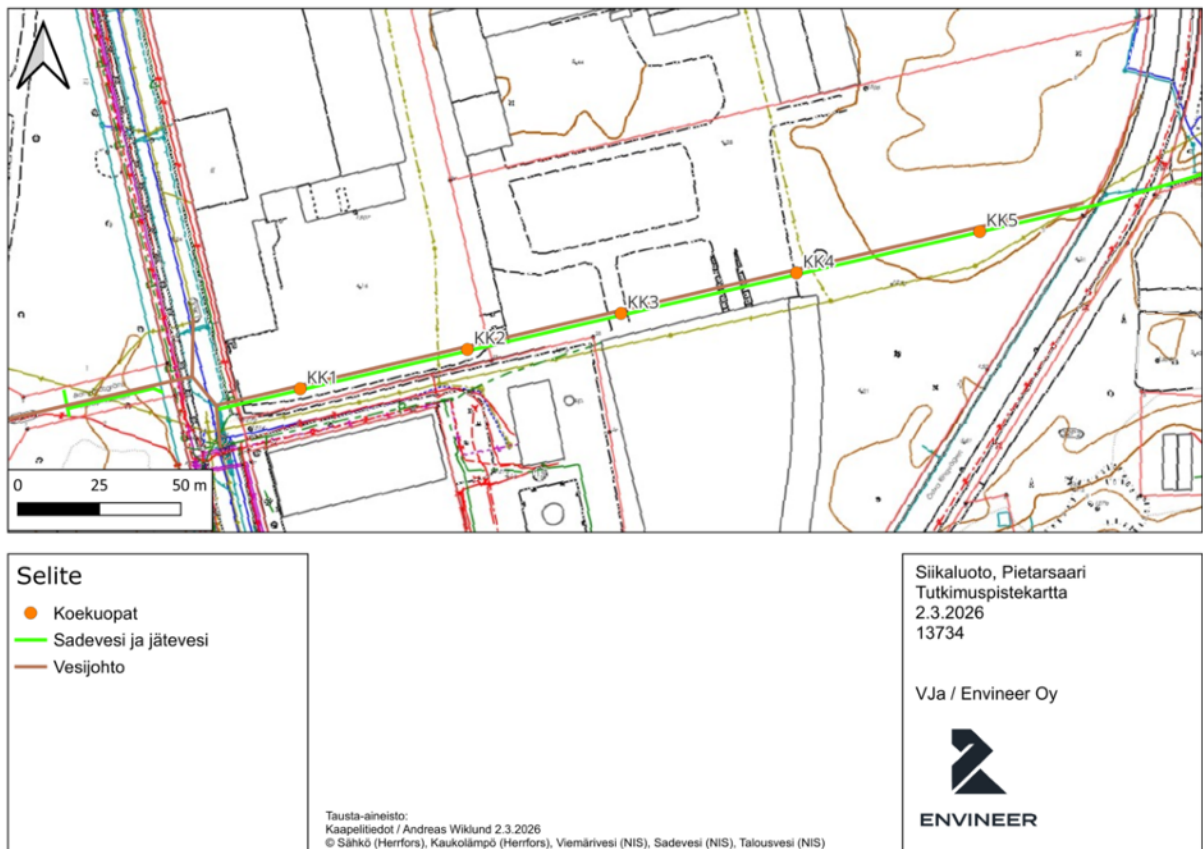 KK5
KK4
KK3
KK2
KK1
0 25 50 m
Selite
Koekuopat
Sadevesi ja jätevesi
Vesijohto
Tausta-aineisto:
Kaapelitiedot / Andreas Wiklund 2.3.2026
© Sähkö (Herrfors), Kaukolämpö (Herrfors), Viemärivesi (NIS), Sadevesi (NIS), Talousvesi (NIS)
Siikaluoto, Pietarsaari
Tutkimuspistekartta
2.3.2026
13734
VJa / Envineer Oy
ENVINEER